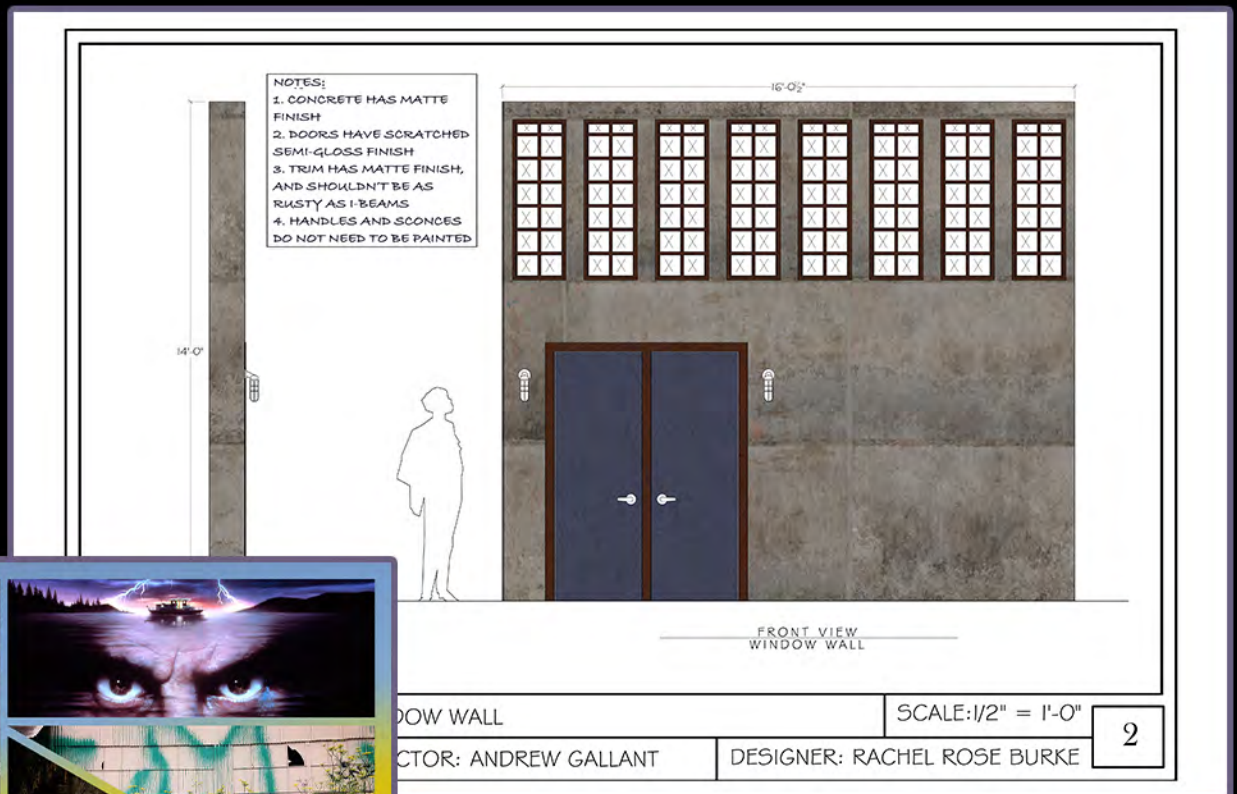 NOTES:
1. CONCRETE HAS MATTE
FINISH
2. DOORS HAVE SCRATCHED
SEMI-GLOSS FINISH
3. TRIM HAS MATTE FINISH,
AND SHOULDN'T BE AS
RUSTY AS I-BEAMS
4. HANDLES AND SCONCES
DO NOT NEED TO BE PAINTED
16'-0½"
14'-0"
FRONT VIEW
WINDOW WALL
DOW WALL
SCALE:1/2" = 1'-0"
CTOR: ANDREW GALLANT
DESIGNER: RACHEL ROSE BURKE
2